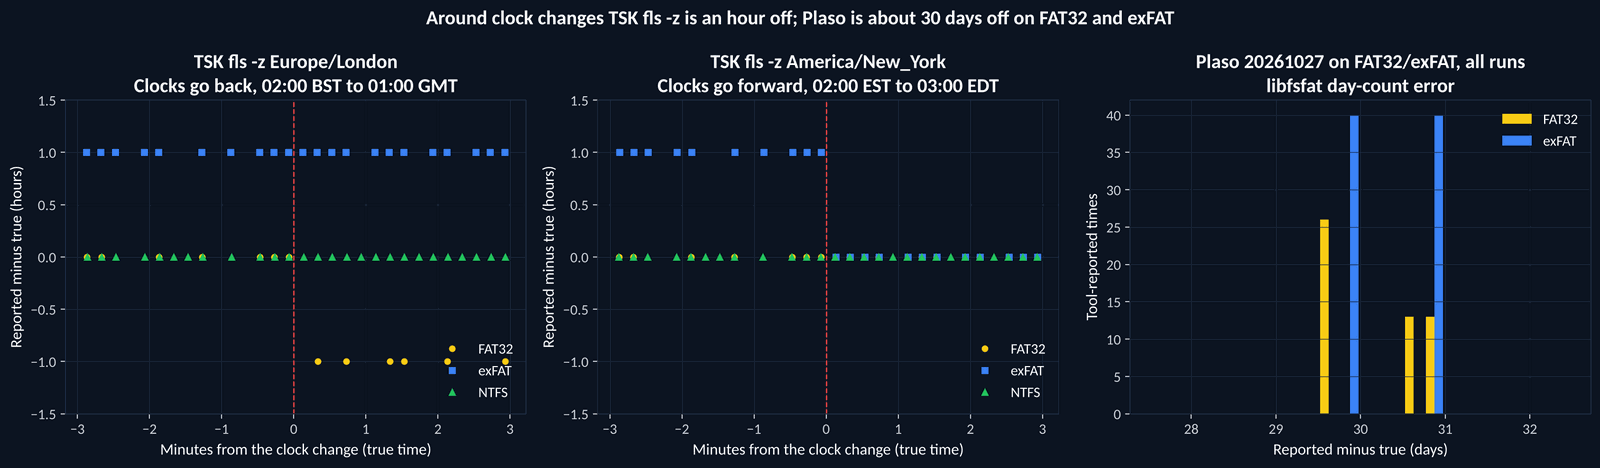 Around clock changes TSK fls -z is an hour off; Plaso is about 30 days off on FAT32 and exFAT
TSK fls -z Europe/London
Clocks go back, 02:00 BST to 01:00 GMT
1.5
1.0
0.5
0.0
−0.5
−1.0
−1.5
Reported minus true (hours)
FAT32
exFAT
NTFS
−3
−2
−1
0
1
2
3
Minutes from the clock change (true time)
TSK fls -z America/New_York
Clocks go forward, 02:00 EST to 03:00 EDT
1.5
1.0
0.5
0.0
−0.5
−1.0
−1.5
Reported minus true (hours)
FAT32
exFAT
NTFS
−3
−2
−1
0
1
2
3
Minutes from the clock change (true time)
Plaso 20261027 on FAT32/exFAT, all runs
libfsfat day-count error
40
35
30
25
20
15
10
5
0
Tool-reported times
FAT32
exFAT
28
29
30
31
32
Reported minus true (days)